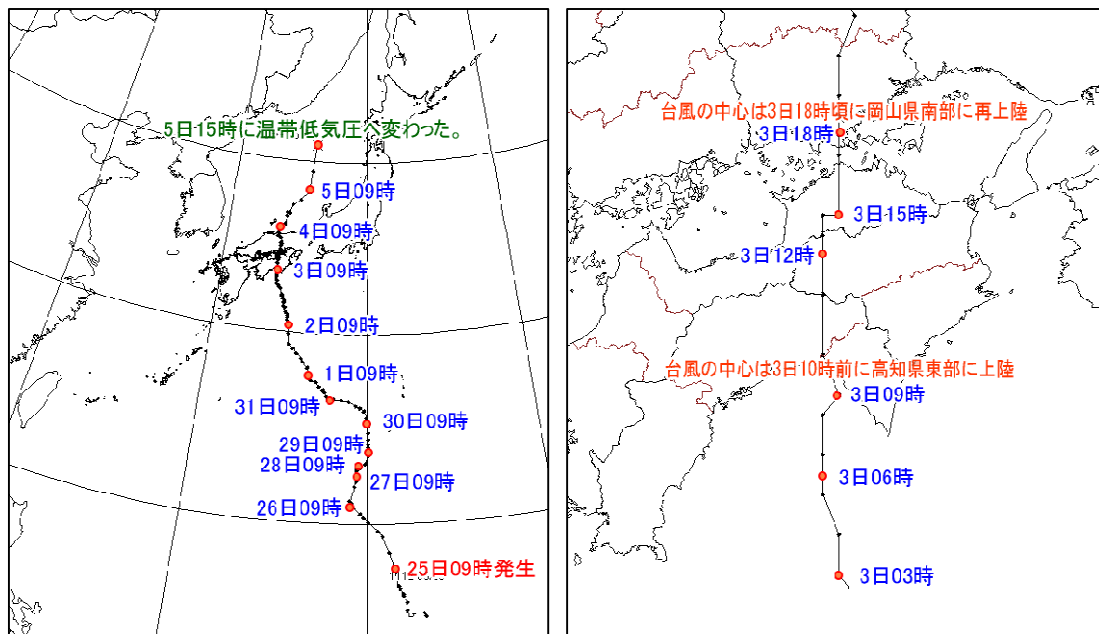 5日15時に温帯低気圧へ変わった。
5日09時
4日09時
3日09時
2日09時
1日09時
31日09時
30日09時
29日09時
28日09時
27日09時
26日09時
25日09時発生
台風の中心は3日18時頃に岡山県南部に再上陸
3日18時
3日15時
3日12時
台風の中心は3日10時前に高知県東部に上陸
3日09時
3日06時
3日03時